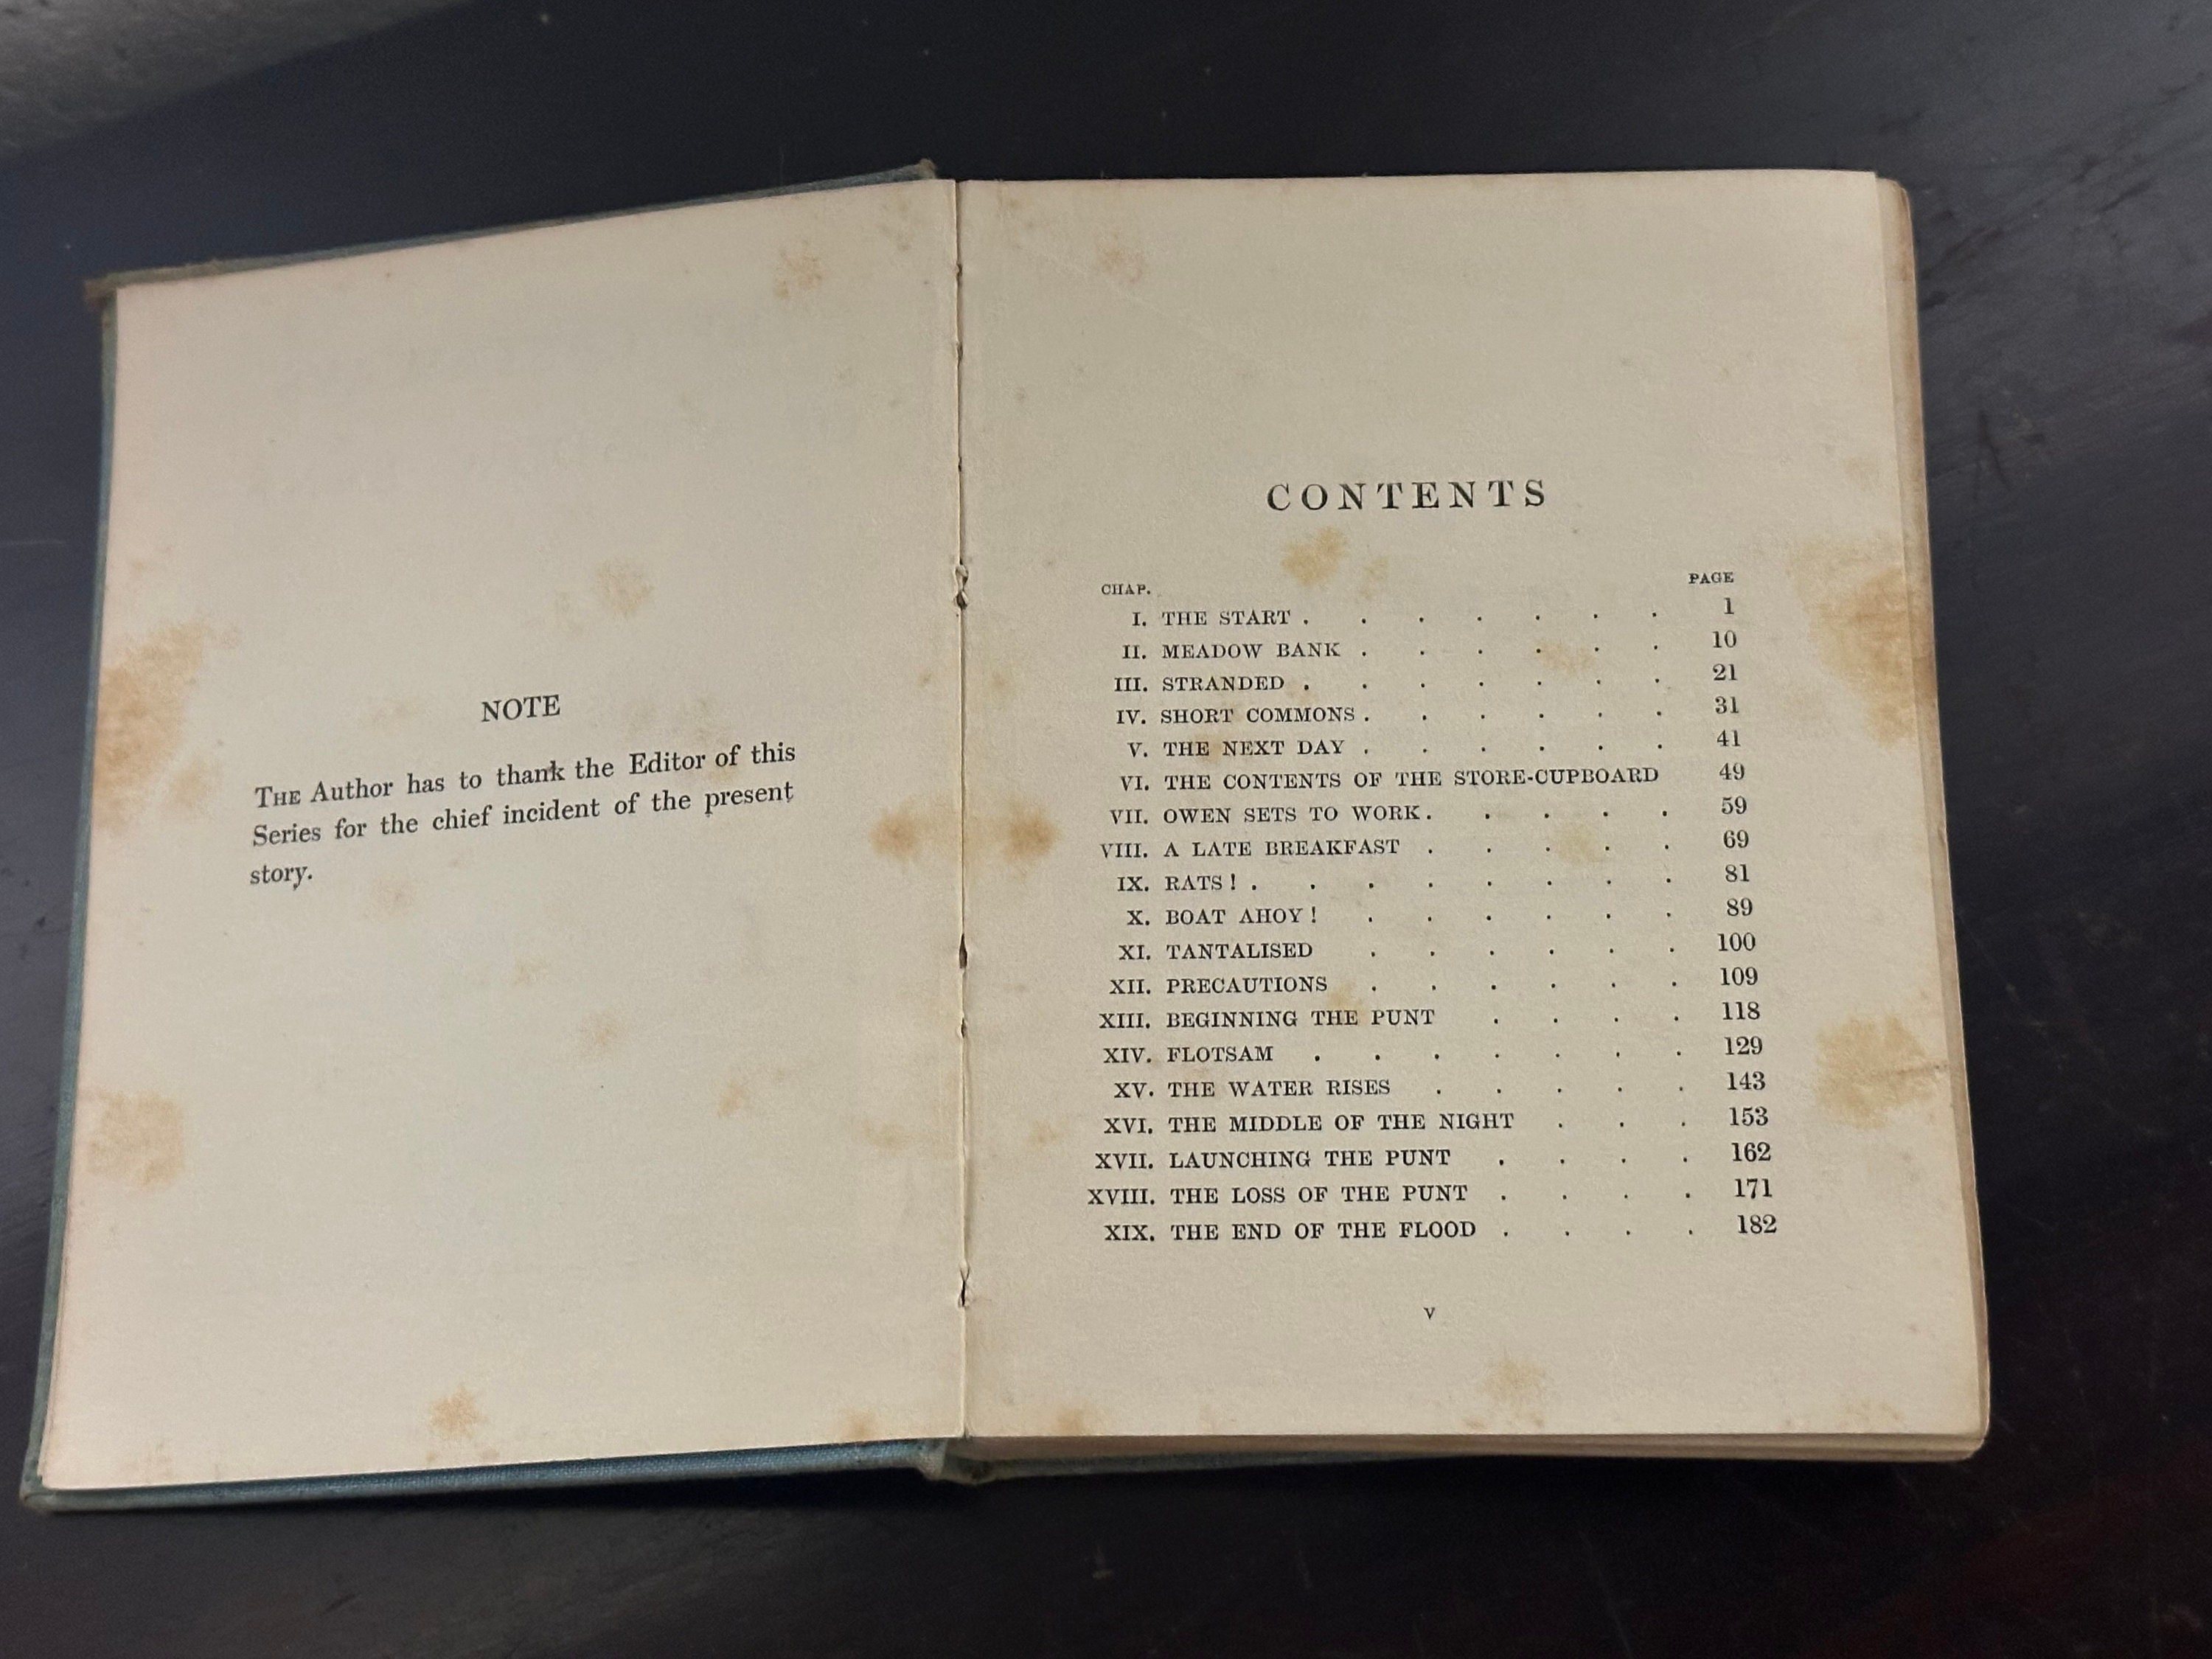 NOTE
THE Author has to thank the Editor of this
Series for the chief incident of the present
story.
CONTENTS
CHAP. PAGE
I. THE START . . . . . . . 1
II. MEADOW BANK . . . . . . 10
III. STRANDED . . . . . . . 21
IV. SHORT COMMONS . . . . . . 31
V. THE NEXT DAY . . . . . . 41
VI. THE CONTENTS OF THE STORE-CUPBOARD 49
VII. OWEN SETS TO WORK . . . . . 59
VIII. A LATE BREAKFAST . . . . . 69
IX. RATS! . . . . . . . . 81
X. BOAT AHOY! . . . . . . 89
XI. TANTALISED . . . . . . 100
XII. PRECAUTIONS . . . . . . 109
XIII. BEGINNING THE PUNT . . . . 118
XIV. FLOTSAM . . . . . . . 129
XV. THE WATER RISES . . . . . 143
XVI. THE MIDDLE OF THE NIGHT . . . 153
XVII. LAUNCHING THE PUNT . . . . 162
XVIII. THE LOSS OF THE PUNT . . . . 171
XIX. THE END OF THE FLOOD . . . . 182
v